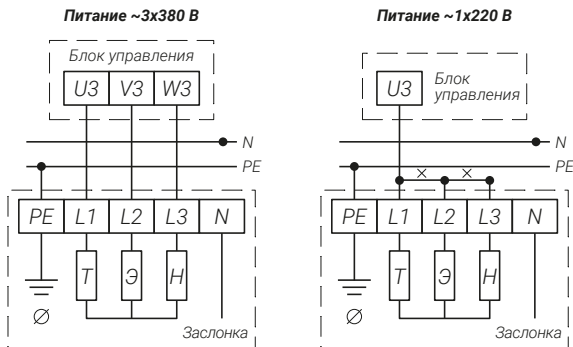 Питание ~3x380 В
Блок управления
U3 V3 W3
N
PE
PE L1 L2 L3 N
Т Э Н
Заслонка
Питание ~1x220 В
U3
Блок
управления
N
PE
PE L1 L2 L3 N
Т Э Н
Заслонка